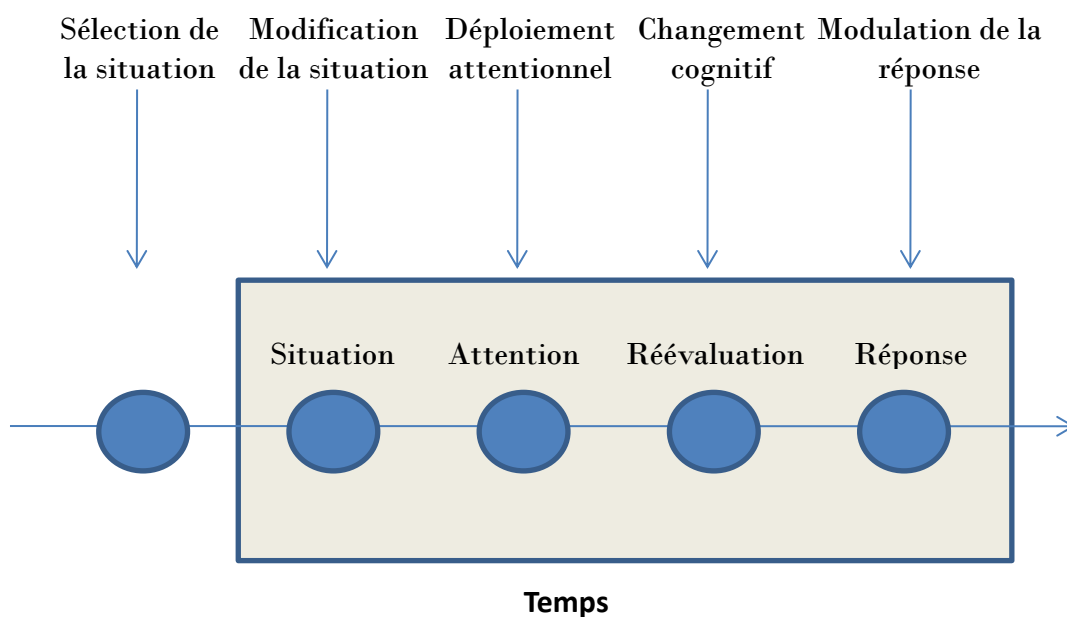 Sélection de
la situation
Modification
de la situation
Déploiement
attentionnel
Changement
cognitif
Modulation de la
réponse
Situation
Attention
Réévaluation
Réponse
Temps